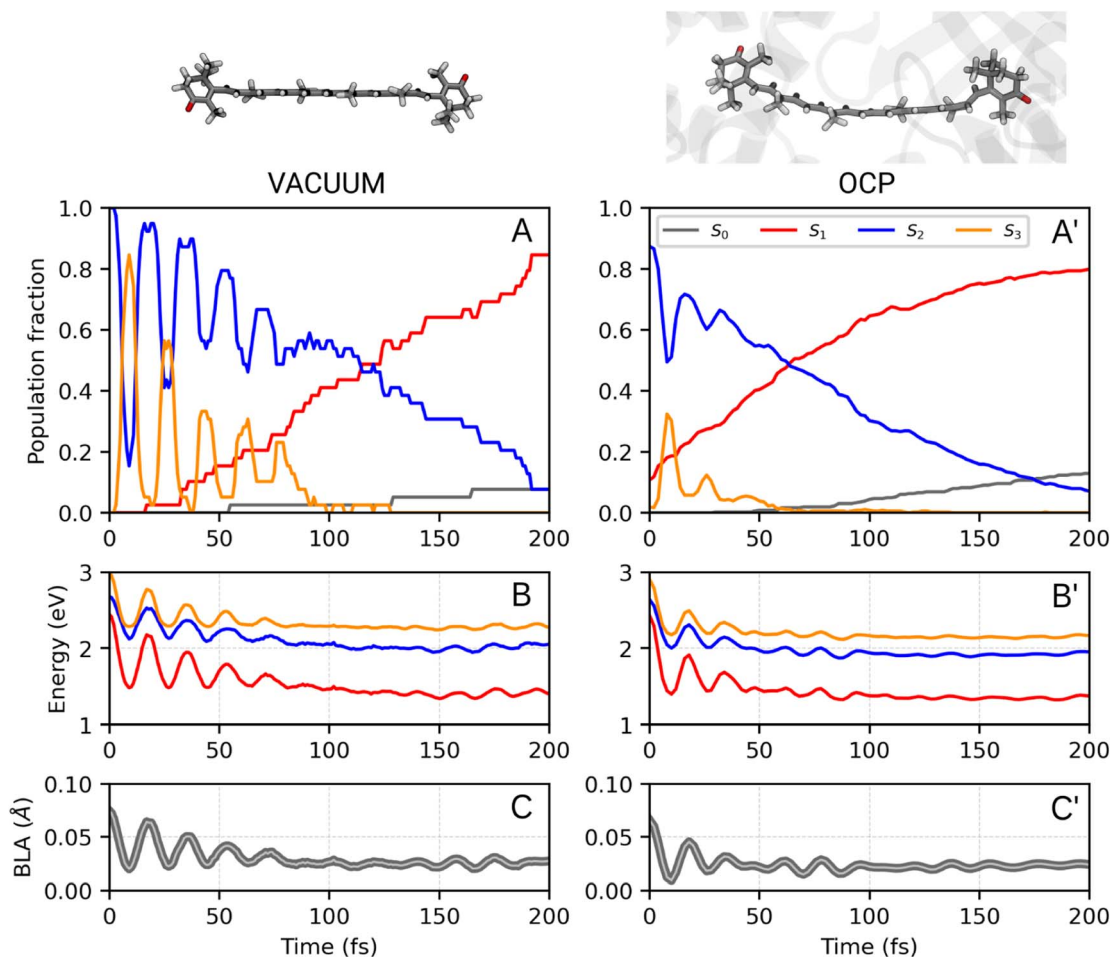 VACUUM
OCP
A
A'
S0 S1 S2 S3
Population fraction
1.0
0.8
0.6
0.4
0.2
0.0
0 50 100 150 200
1.0
0.8
0.6
0.4
0.2
0.0
0 50 100 150 200
B
B'
Energy (eV)
3
2
1
0 50 100 150 200
3
2
1
0 50 100 150 200
C
C'
BLA (Å)
0.10
0.05
0.00
0 50 100 150 200
Time (fs)
0.10
0.05
0.00
0 50 100 150 200
Time (fs)